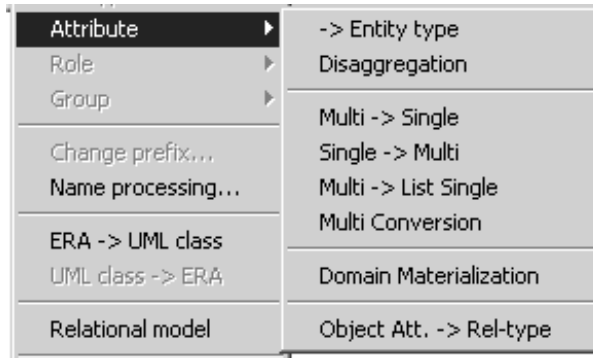 Attribute
Role
Group
Change prefix...
Name processing...
ERA -> UML class
UML class -> ERA
Relational model
-> Entity type
Disaggregation
Multi -> Single
Single -> Multi
Multi -> List Single
Multi Conversion
Domain Materialization
Object Att. -> Rel-type